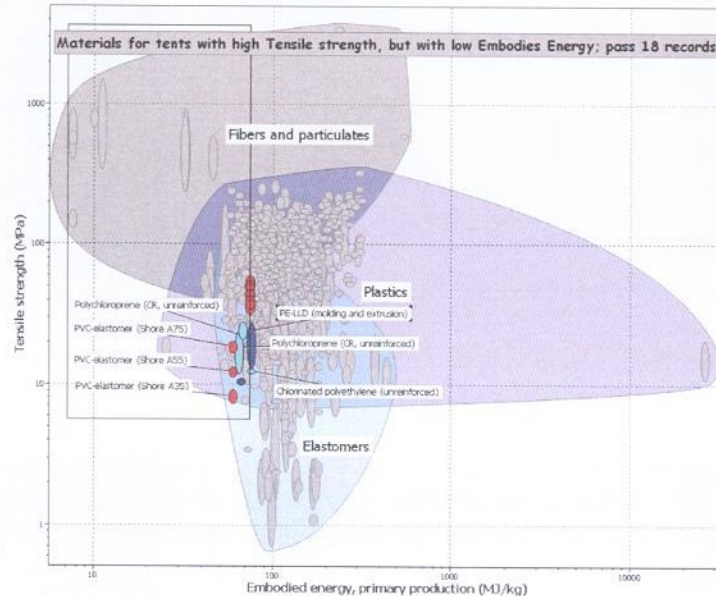 Materials for tents with high Tensile strength, but with low Embodies Energy; pass 18 records
1000
Fibers and particulates
100
Plastics
Polychloroprene (CR, unreinforced)
PE-LLD (molding and extrusion)
PVC-elastomer (Shore A75)
Polychloroprene (CR, unreinforced)
PVC-elastomer (Shore A55)
10
PVC-elastomer (Shore A35)
Chlorinated polyethylene (unreinforced)
Elastomers
1
Tensile strength (MPa)
10
100
1000
10000
Embodied energy, primary production (MJ/kg)